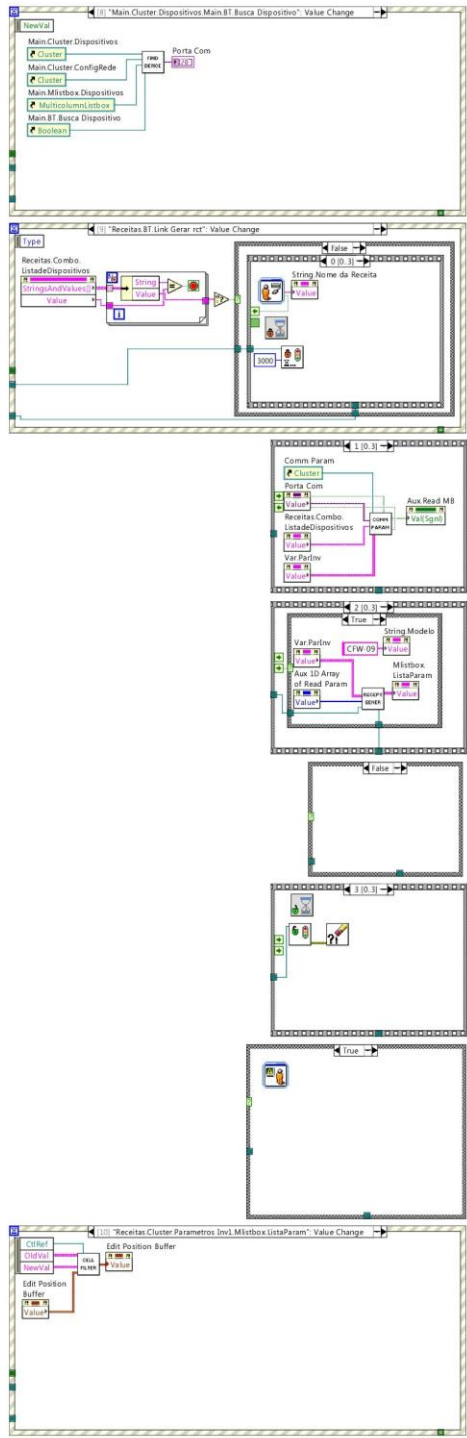 [8] "Main.Cluster.Dispositivos.Main.BT.Busca Dispositivo": Value Change
NewVal
Main.Cluster.Dispositivos
Cluster
Main.Cluster.ConfigRede
Cluster
Main.Mlistbox.Dispositivos
MulticolumnListbox
Main.BT.Busca Dispositivo
Boolean
FIND
DEVICE
Porta Com
I/O
[9] "Receitas.BT.Link Gerar rct": Value Change
Type
Receitas.Combo.
ListadeDispositivos
StringsAndValues[]
Value
String
Value
=
i
?
False
0 [0..3]
String.Nome da Receita
Value
3000
1 [0..3]
Comm Param
Cluster
Porta Com
Value
Receitas.Combo.
ListadeDispositivos
Value
Var.ParInv
Value
COMM
PARAM
Aux.Read MB
Val(Sgnl)
2 [0..3]
True
Var.ParInv
Value
Aux 1D Array
of Read Param
Value
String.Modelo
CFW-09
Value
Mlistbox.
ListaParam
Value
False
3 [0..3]
?!
True
[10] "Receitas.Cluster.Parametros Inv1.Mlistbox.ListaParam": Value Change
CtlRef
OldVal
NewVal
CELL
FILTER
Edit Position Buffer
Value
Edit Position
Buffer
Value